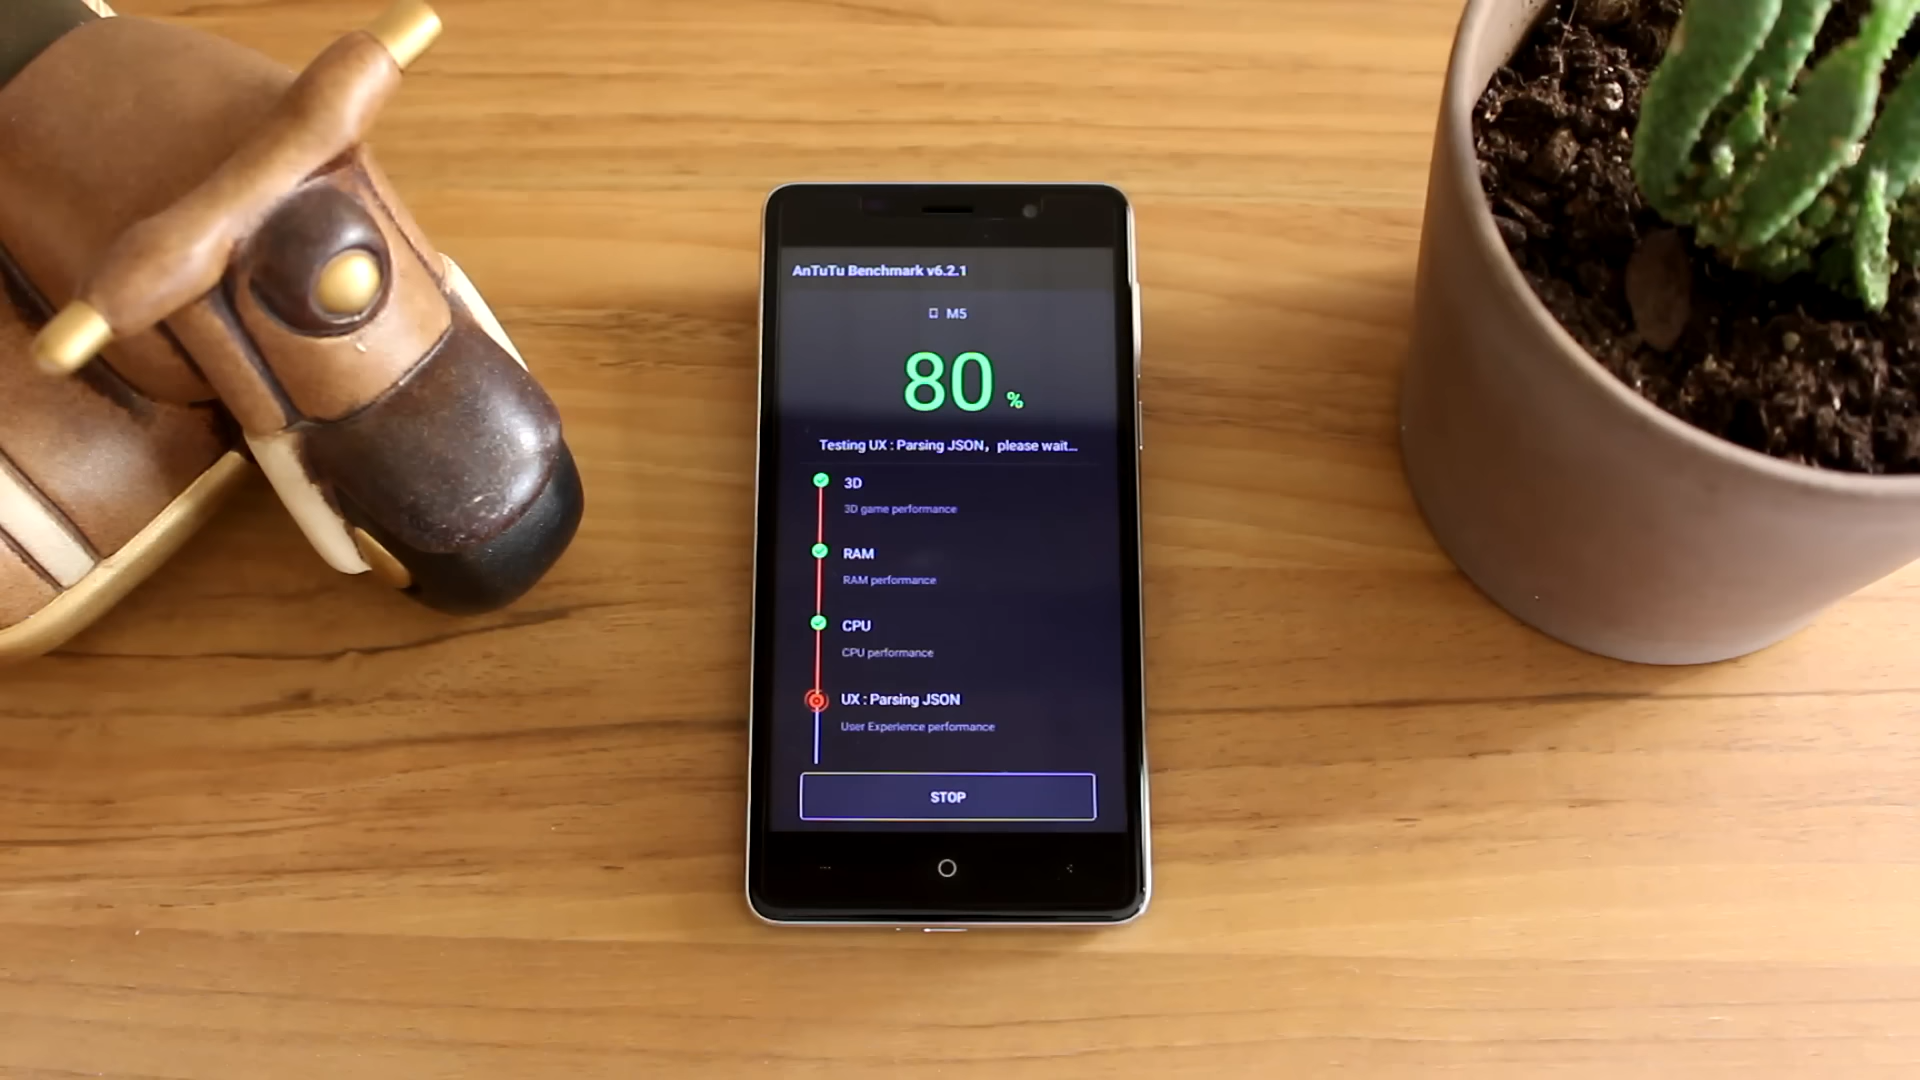 AnTuTu Benchmark v6.2.1
M5
80 %
Testing UX : Parsing JSON, please wait...
3D
3D game performance
RAM
RAM performance
CPU
CPU performance
UX : Parsing JSON
User Experience performance
STOP